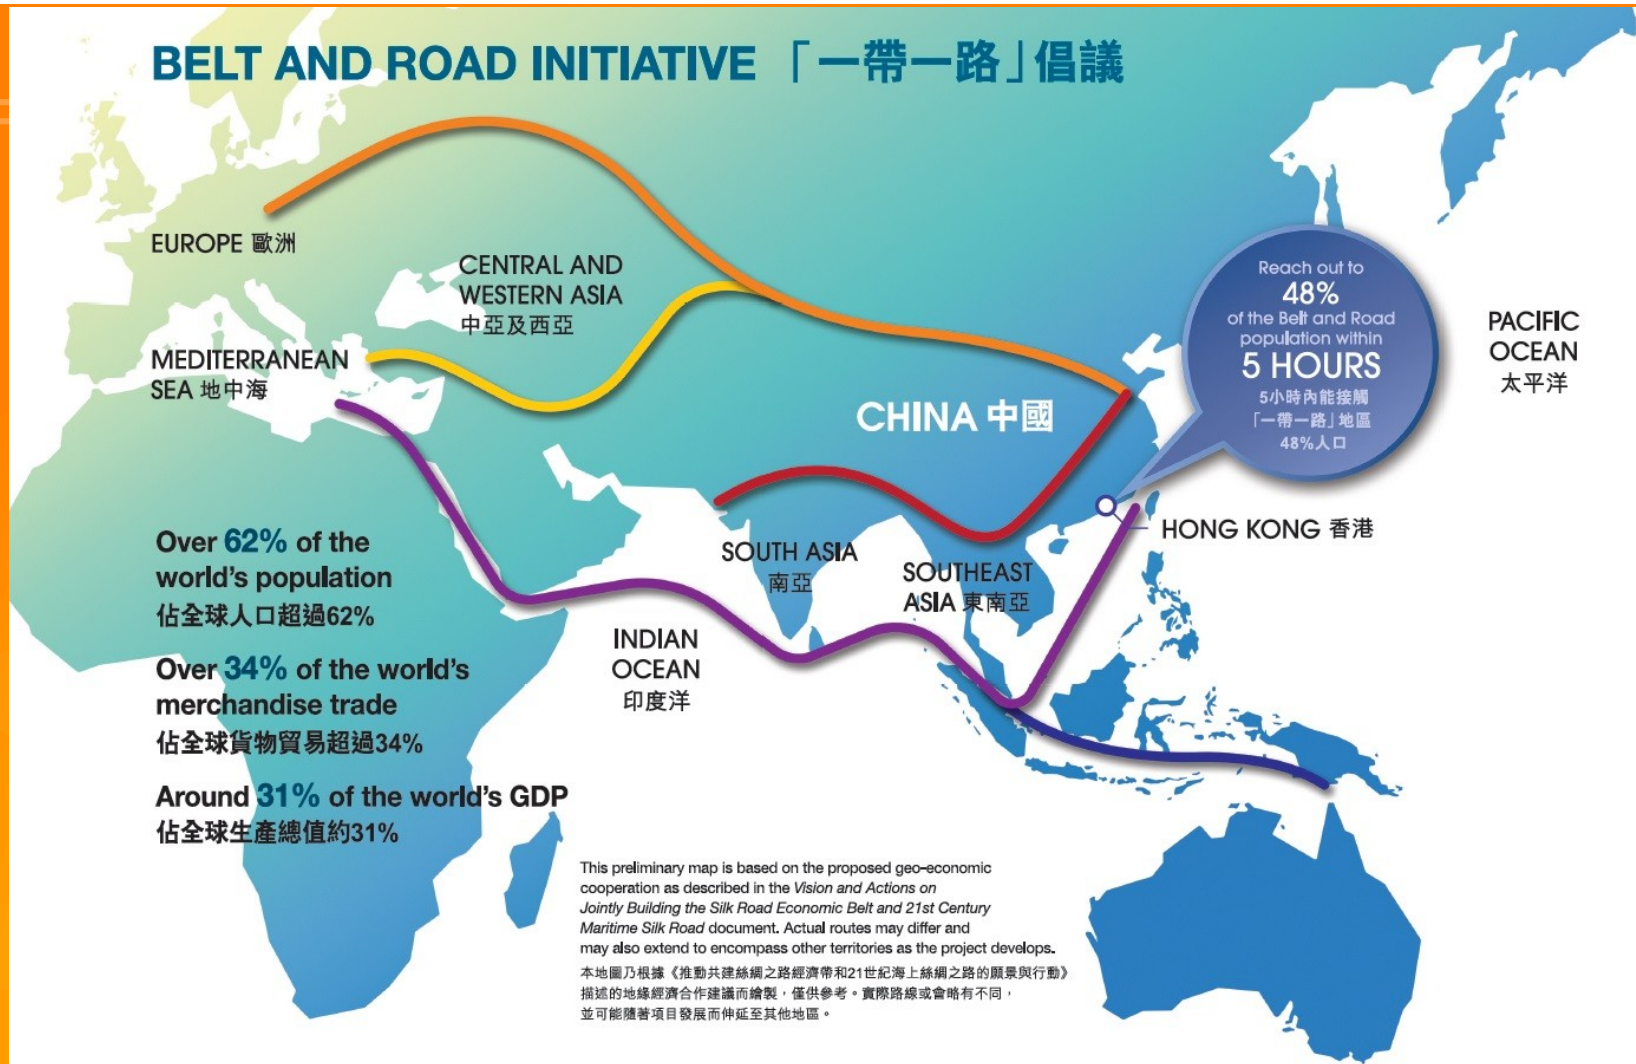 BELT AND ROAD INITIATIVE 「一帶一路」倡議
EUROPE 歐洲
CENTRAL AND
WESTERN ASIA
中亞及西亞
MEDITERRANEAN
SEA 地中海
CHINA 中國
Reach out to
48%
of the Belt and Road
population within
5 HOURS
5小時內能接觸
「一帶一路」地區
48%人口
PACIFIC
OCEAN
太平洋
HONG KONG 香港
SOUTH ASIA
南亞
SOUTHEAST
ASIA 東南亞
INDIAN
OCEAN
印度洋
Over 62% of the
world's population
佔全球人口超過62%
Over 34% of the world's
merchandise trade
佔全球貨物貿易超過34%
Around 31% of the world's GDP
佔全球生產總值約31%
This preliminary map is based on the proposed geo-economic
cooperation as described in the Vision and Actions on
Jointly Building the Silk Road Economic Belt and 21st Century
Maritime Silk Road document. Actual routes may differ and
may also extend to encompass other territories as the project develops.
本地圖乃根據《推動共建絲綢之路經濟帶和21世紀海上絲綢之路的願景與行動》
描述的地緣經濟合作建議而繪製，僅供參考。實際路線或會略有不同，
並可能隨著項目發展而伸延至其他地區。